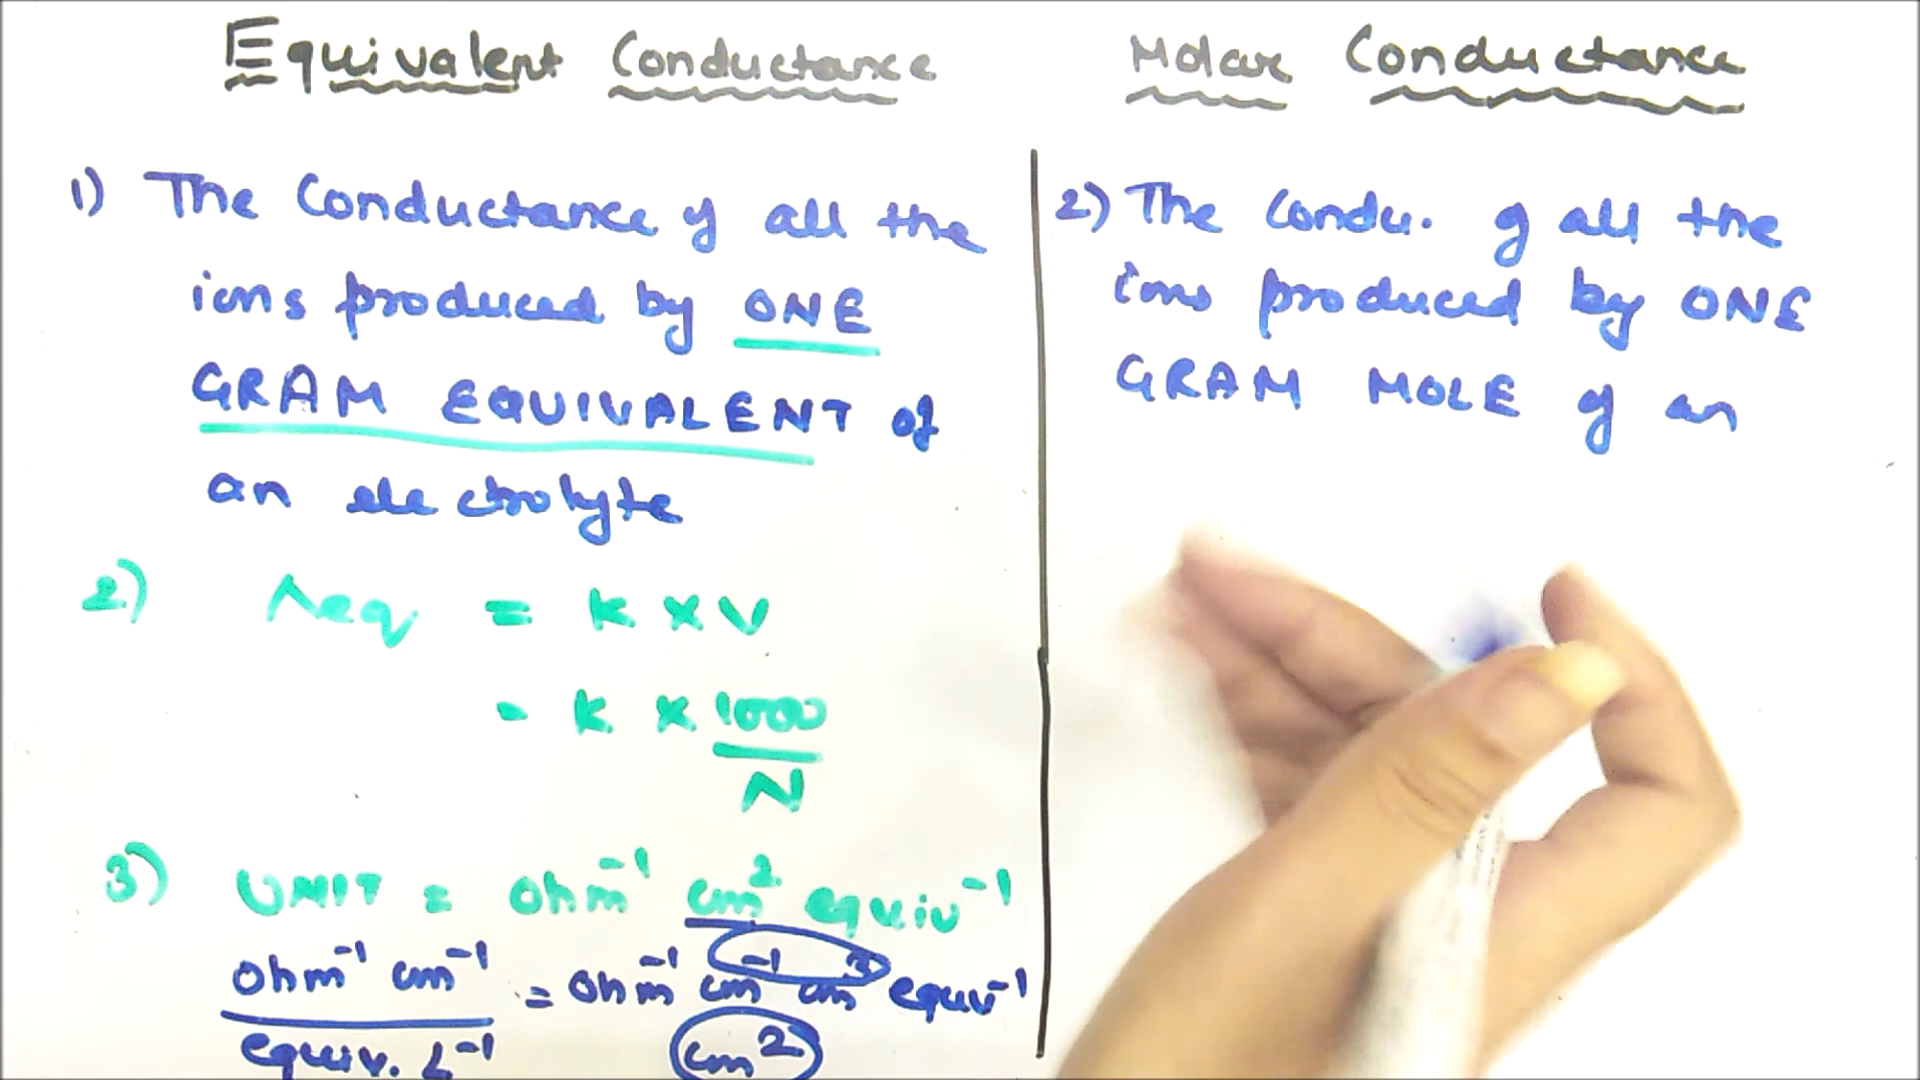 Equivalent Conductance
1) The Conductance of all the
ions produced by ONE
GRAM EQUIVALENT of
an electrolyte
2) Λeq = K × V
= K × 1000
N
3) UNIT = ohm⁻¹ cm² equiv⁻¹
ohm⁻¹ cm⁻¹ = ohm⁻¹ cm⁻¹ cm³ equiv⁻¹
equiv. L⁻¹ cm²
Molar Conductance
2) The Condu. of all the
ions produced by ONE
GRAM MOLE of an